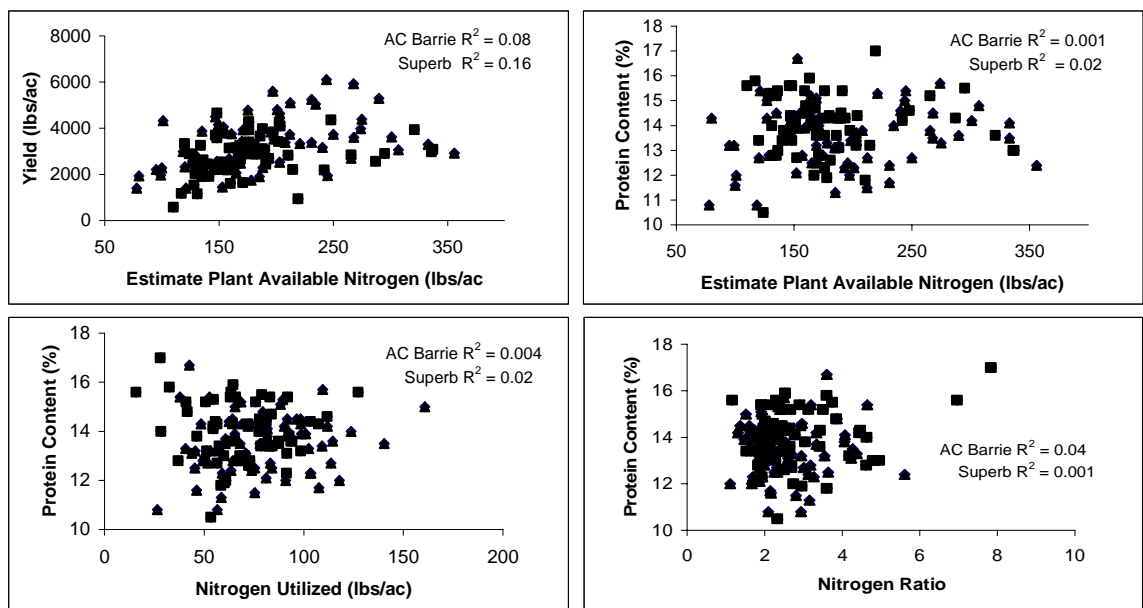 8000
6000
4000
2000
0
50
150
250
350
Yield (lbs/ac)
Estimate Plant Available Nitrogen (lbs/ac
AC Barrie R² = 0.08
Superb R² = 0.16
18
17
16
15
14
13
12
11
10
50
150
250
350
Protein Content (%)
Estimate Plant Available Nitrogen (lbs/ac)
AC Barrie R² = 0.001
Superb R² = 0.02
18
16
14
12
10
0
50
100
150
200
Protein Content (%)
Nitrogen Utilized (lbs/ac)
AC Barrie R² = 0.004
Superb R² = 0.02
18
16
14
12
10
0
2
4
6
8
10
Protein Content (%)
Nitrogen Ratio
AC Barrie R² = 0.04
Superb R² = 0.001